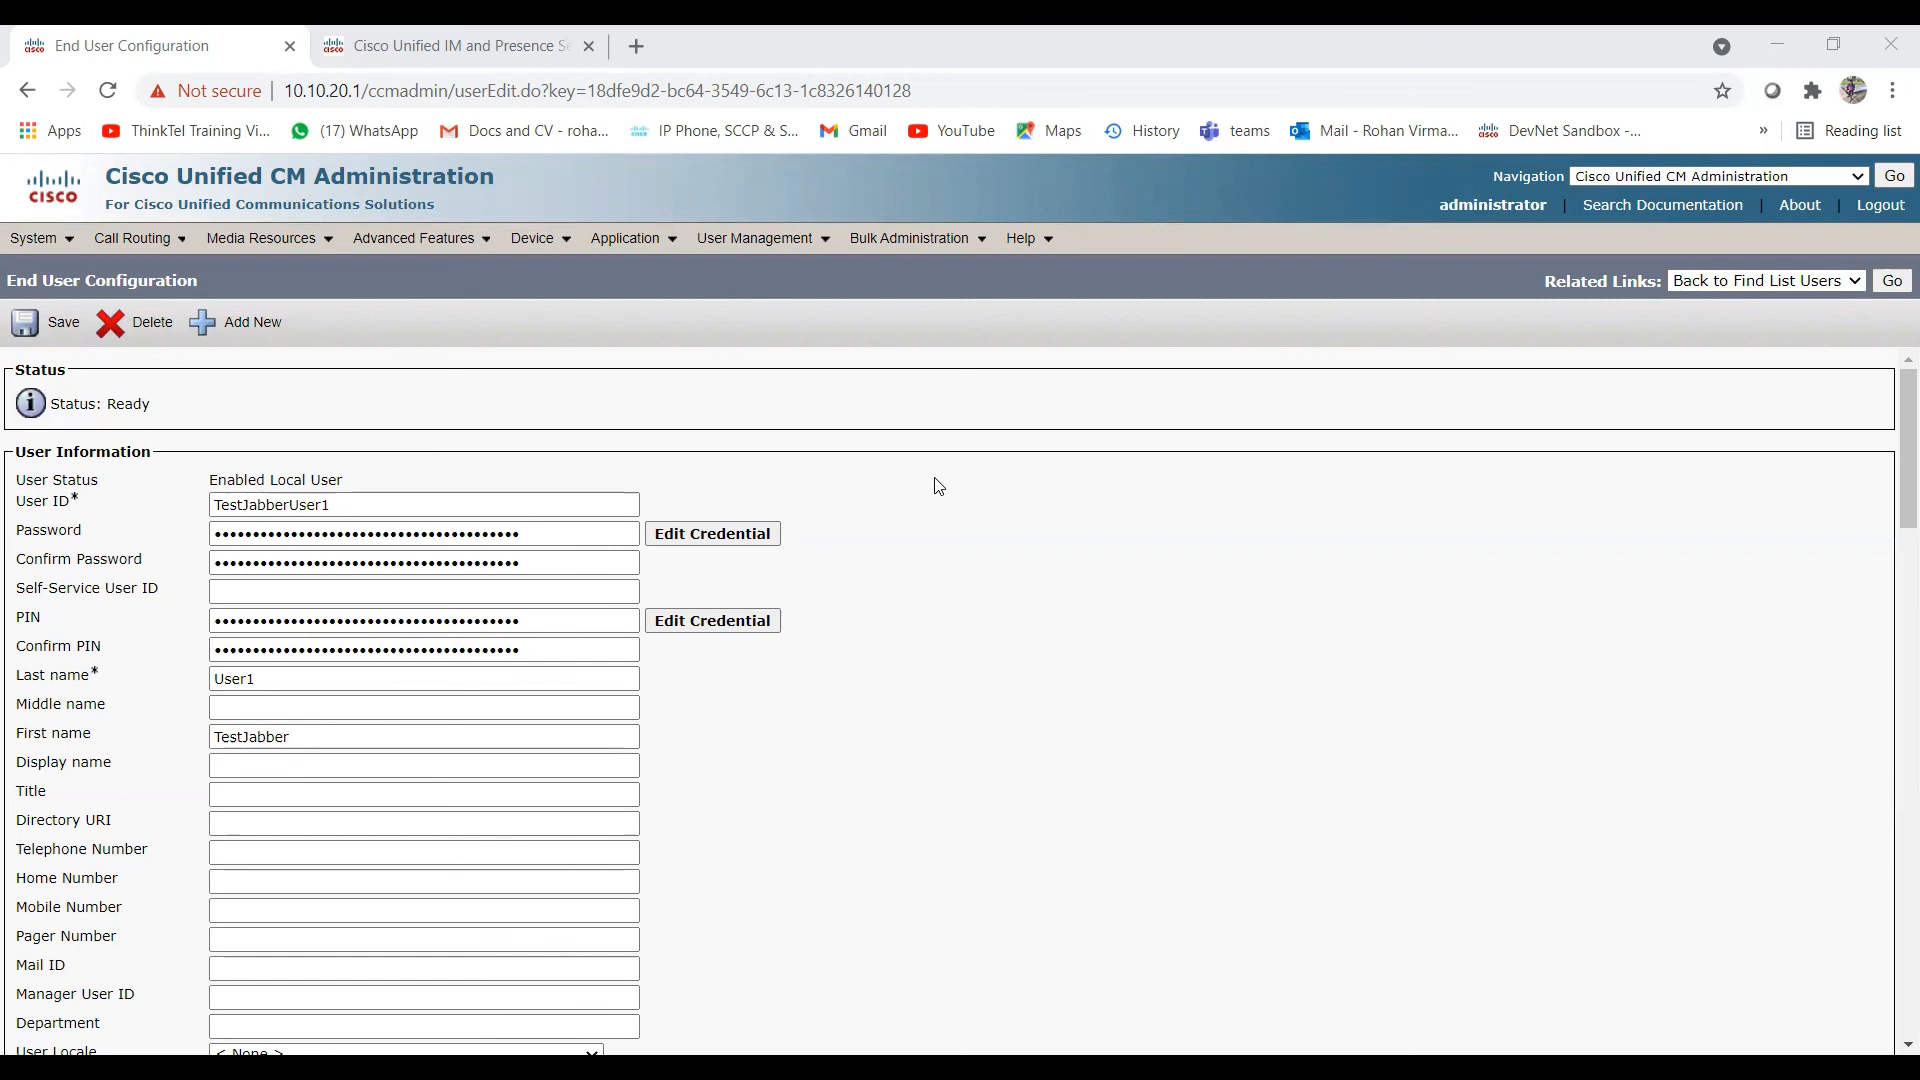 End User Configuration
Cisco Unified IM and Presence Se
Not secure
10.10.20.1/ccmadmin/userEdit.do?key=18dfe9d2-bc64-3549-6c13-1c8326140128
Apps
ThinkTel Training Vi...
(17) WhatsApp
Docs and CV - roha...
IP Phone, SCCP & S...
Gmail
YouTube
Maps
History
teams
Mail - Rohan Virma...
DevNet Sandbox -...
»
Reading list
CISCO
Cisco Unified CM Administration
For Cisco Unified Communications Solutions
Navigation Cisco Unified CM Administration Go
administrator | Search Documentation | About | Logout
System Call Routing Media Resources Advanced Features Device Application User Management Bulk Administration Help
End User Configuration
Related Links: Back to Find List Users Go
Save Delete Add New
Status
Status: Ready
User Information
User Status Enabled Local User
User ID* TestJabberUser1
Password •••••••••••••••••••••••••••••••••••••••• Edit Credential
Confirm Password ••••••••••••••••••••••••••••••••••••••••
Self-Service User ID
PIN •••••••••••••••••••••••••••••••••••••••• Edit Credential
Confirm PIN ••••••••••••••••••••••••••••••••••••••••
Last name* User1
Middle name
First name TestJabber
Display name
Title
Directory URI
Telephone Number
Home Number
Mobile Number
Pager Number
Mail ID
Manager User ID
Department
User Locale < None >